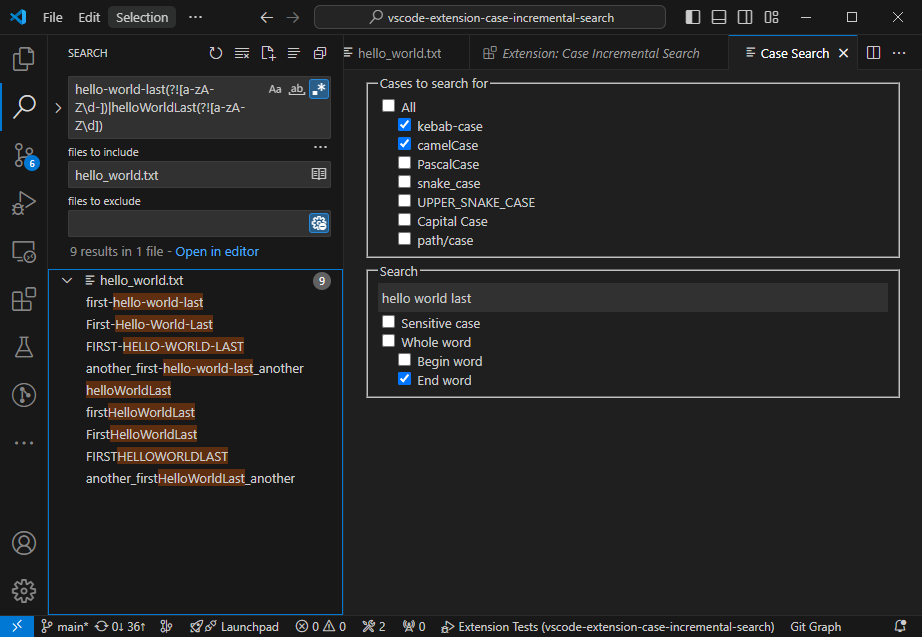 File Edit Selection ··· vscode-extension-case-incremental-search
SEARCH
hello-world-last(?![a-zA-
Z\d-])|helloWorldLast(?![a-zA-
Z\d])
Aa ab .*
files to include
hello_world.txt
files to exclude
9 results in 1 file - Open in editor
hello_world.txt 9
first-hello-world-last
First-Hello-World-Last
FIRST-HELLO-WORLD-LAST
another_first-hello-world-last_another
helloWorldLast
firstHelloWorldLast
FirstHelloWorldLast
FIRSTHELLOWORLDLAST
another_firstHelloWorldLast_another
6
hello_world.txt Extension: Case Incremental Search Case Search
Cases to search for
All
kebab-case
camelCase
PascalCase
snake_case
UPPER_SNAKE_CASE
Capital Case
path/case
Search
hello world last
Sensitive case
Whole word
Begin word
End word
main* 0↓ 36↑ Launchpad 0 0 2 0 Extension Tests (vscode-extension-case-incremental-search) Git Graph